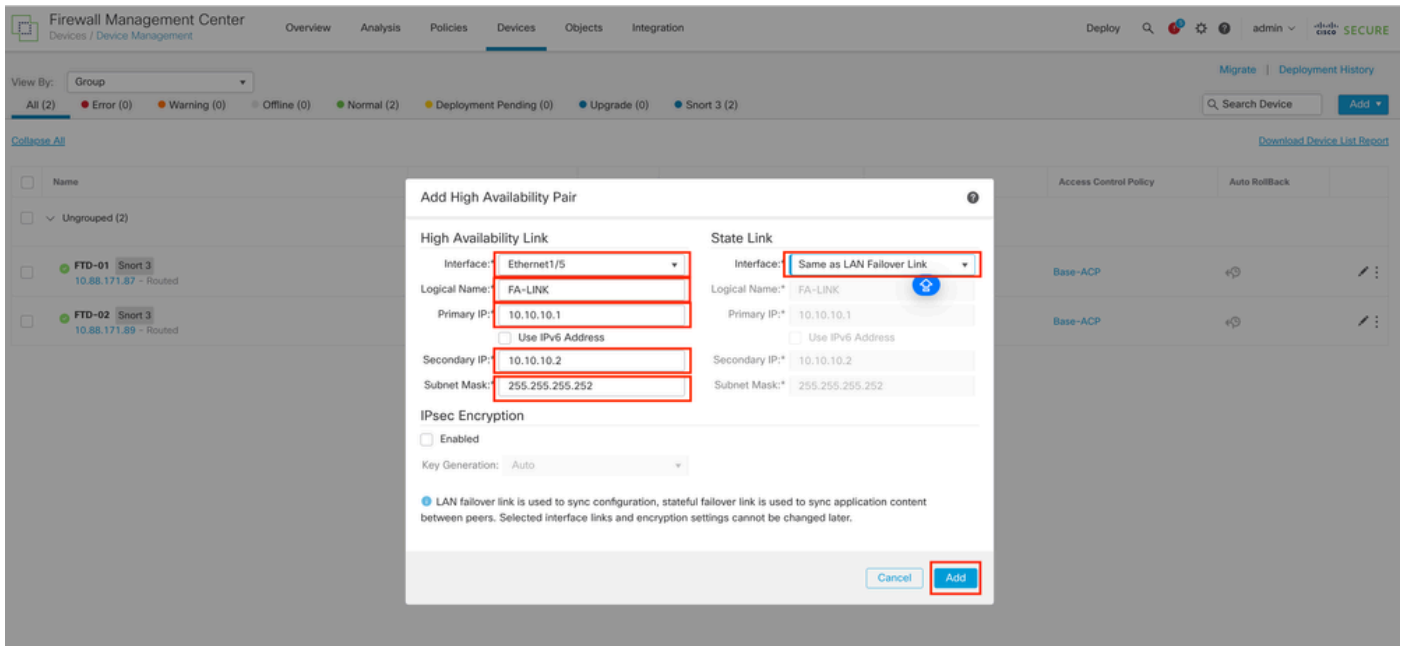 Firewall Management Center
Devices / Device Management
Overview Analysis Policies Devices Objects Integration
Deploy 6 admin cisco SECURE
Migrate | Deployment History
View By: Group
All (2) Error (0) Warning (0) Offline (0) Normal (2) Deployment Pending (0) Upgrade (0) Snort 3 (2)
Search Device Add
Collapse All
Download Device List Report
Name Access Control Policy Auto RollBack
Ungrouped (2)
FTD-01 Snort 3
10.88.171.87 - Routed
Base-ACP
FTD-02 Snort 3
10.88.171.89 - Routed
Base-ACP
Add High Availability Pair
High Availability Link
Interface:* Ethernet1/5
Logical Name:* FA-LINK
Primary IP:* 10.10.10.1
Use IPv6 Address
Secondary IP:* 10.10.10.2
Subnet Mask:* 255.255.255.252
State Link
Interface:* Same as LAN Failover Link
Logical Name:* FA-LINK
Primary IP:* 10.10.10.1
Use IPv6 Address
Secondary IP:* 10.10.10.2
Subnet Mask:* 255.255.255.252
IPsec Encryption
Enabled
Key Generation: Auto
LAN failover link is used to sync configuration, stateful failover link is used to sync application content
between peers. Selected interface links and encryption settings cannot be changed later.
Cancel Add